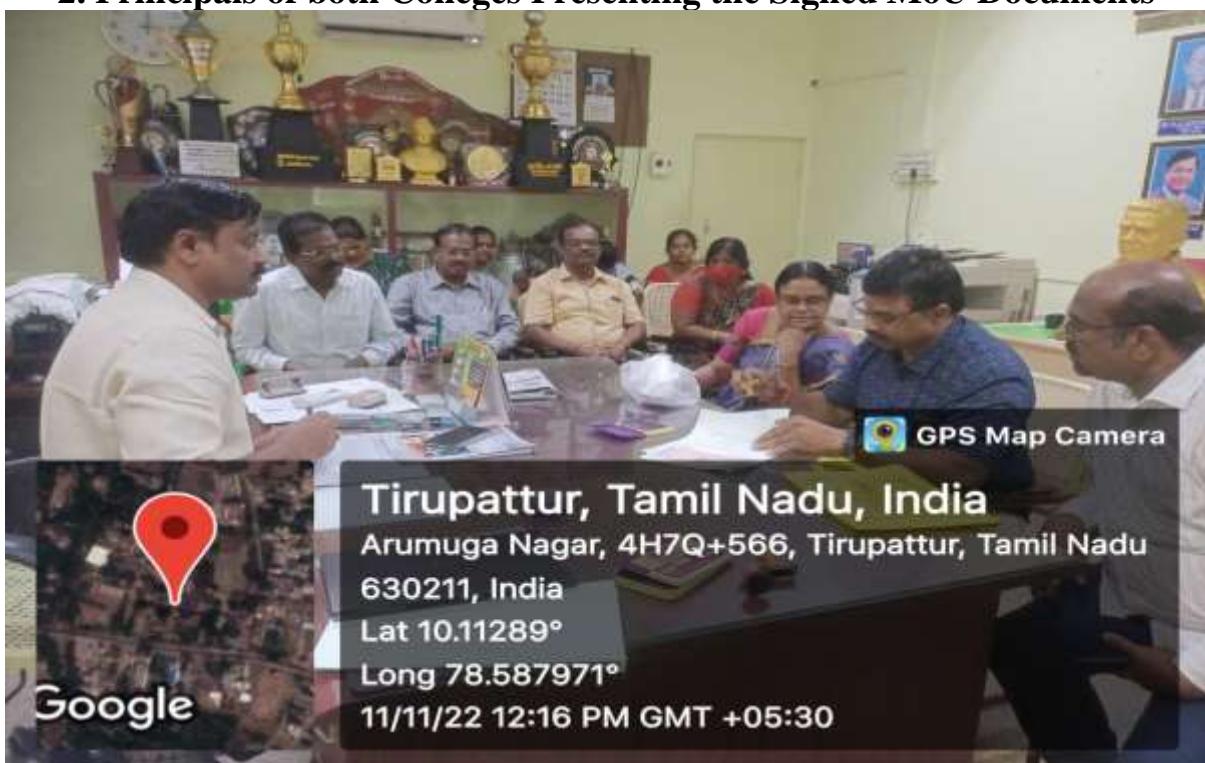 2. Principals of both Colleges Presenting the Signed MoU Documents
GPS Map Camera
Tirupattur, Tamil Nadu, India
Arumuga Nagar, 4H7Q+566, Tirupattur, Tamil Nadu
630211, India
Lat 10.11289°
Long 78.587971°
11/11/22 12:16 PM GMT +05:30
Google